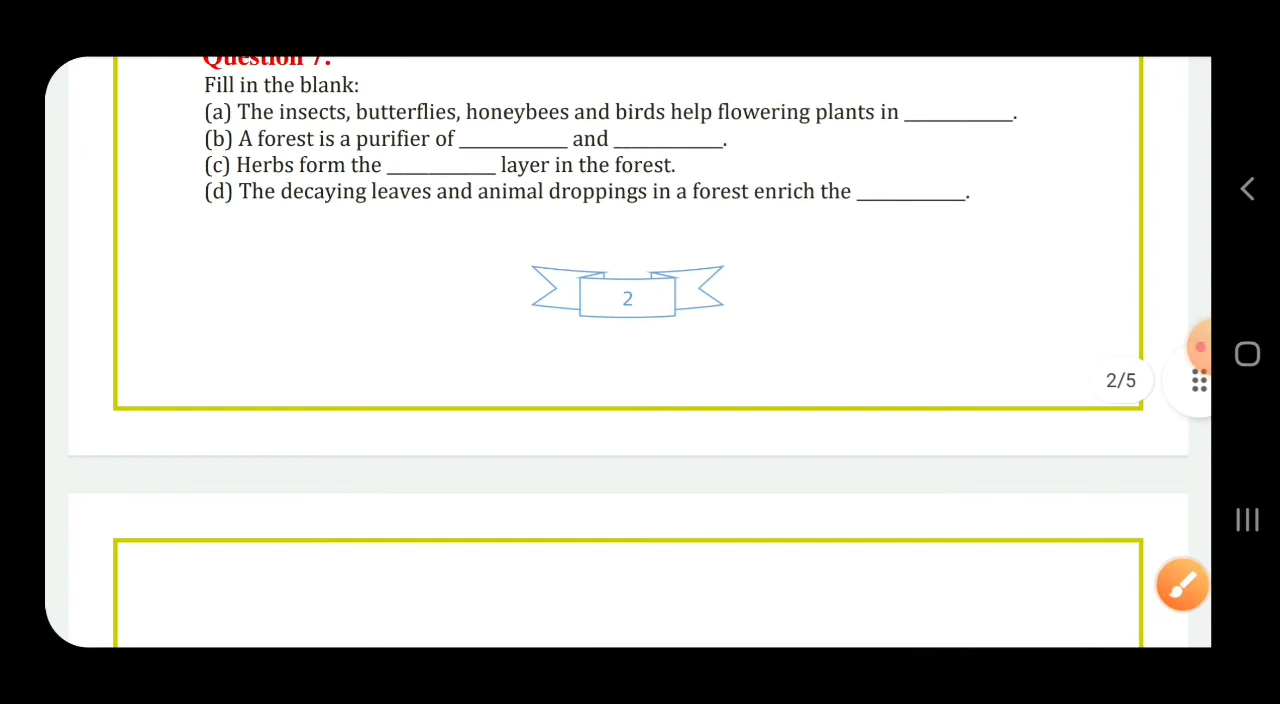 Question 7.
Fill in the blank:
(a) The insects, butterflies, honeybees and birds help flowering plants in ___________.
(b) A forest is a purifier of ___________ and ___________.
(c) Herbs form the ___________ layer in the forest.
(d) The decaying leaves and animal droppings in a forest enrich the ___________.
2
2/5